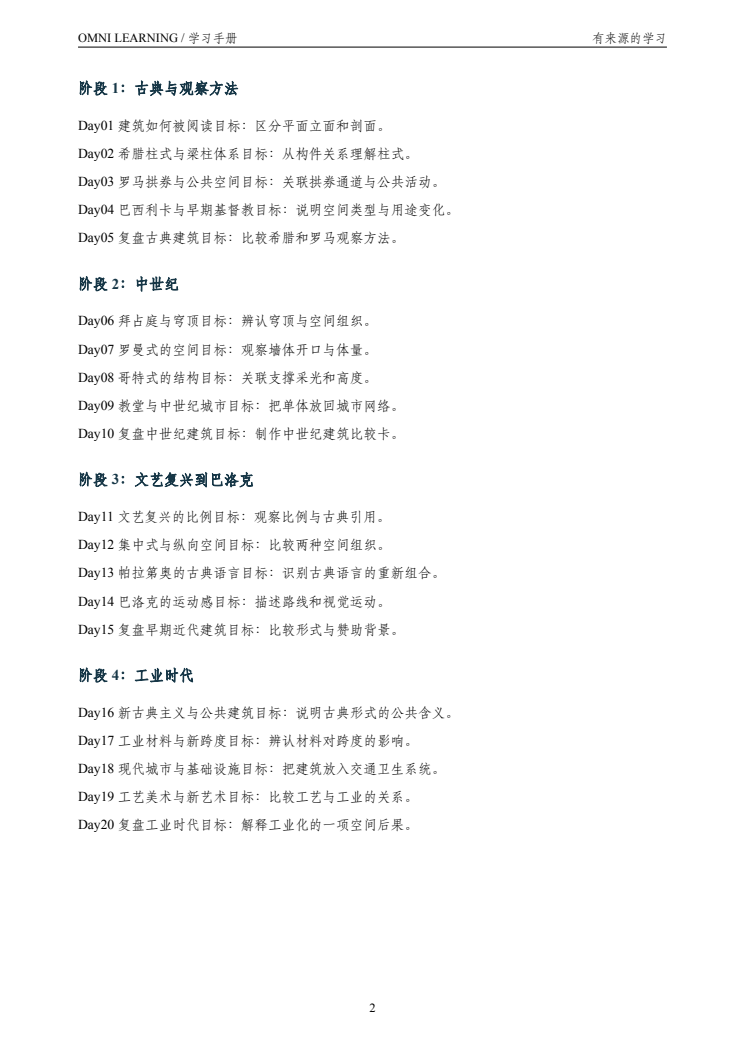 OMNI LEARNING / 学习手册 有来源的学习
阶段 1：古典与观察方法
Day01 建筑如何被阅读目标：区分平面立面和剖面。
Day02 希腊柱式与梁柱体系目标：从构件关系理解柱式。
Day03 罗马拱券与公共空间目标：关联拱券通道与公共活动。
Day04 巴西利卡与早期基督教目标：说明空间类型与用途变化。
Day05 复盘古典建筑目标：比较希腊和罗马观察方法。
阶段 2：中世纪
Day06 拜占庭与穹顶目标：辨认穹顶与空间组织。
Day07 罗曼式的空间目标：观察墙体开口与体量。
Day08 哥特式的结构目标：关联支撑采光和高度。
Day09 教堂与中世纪城市目标：把单体放回城市网络。
Day10 复盘中世纪建筑目标：制作中世纪建筑比较卡。
阶段 3：文艺复兴到巴洛克
Day11 文艺复兴的比例目标：观察比例与古典引用。
Day12 集中式与纵向空间目标：比较两种空间组织。
Day13 帕拉第奥的古典语言目标：识别古典语言的重新组合。
Day14 巴洛克的运动感目标：描述路线和视觉运动。
Day15 复盘早期近代建筑目标：比较形式与赞助背景。
阶段 4：工业时代
Day16 新古典主义与公共建筑目标：说明古典形式的公共含义。
Day17 工业材料与新跨度目标：辨认材料对跨度的影响。
Day18 现代城市与基础设施目标：把建筑放入交通卫生系统。
Day19 工艺美术与新艺术目标：比较工艺与工业的关系。
Day20 复盘工业时代目标：解释工业化的一项空间后果。
2